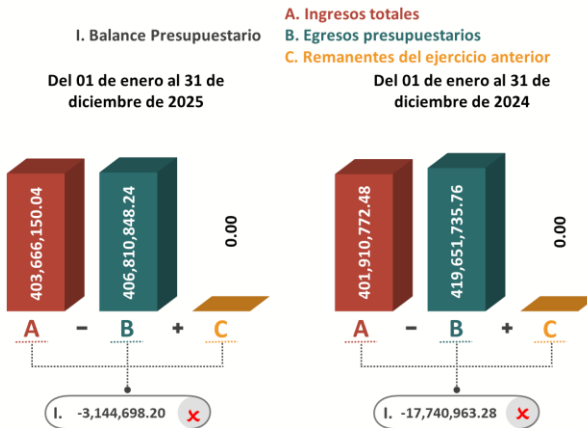 A. Ingresos totales
I. Balance Presupuestario
B. Egresos presupuestarios
C. Remanentes del ejercicio anterior
Del 01 de enero al 31 de
diciembre de 2025
403,666,150.04
406,810,848.24
0.00
A - B + C
I. -3,144,698.20 x
Del 01 de enero al 31 de
diciembre de 2024
401,910,772.48
419,651,735.76
0.00
A - B + C
I. -17,740,963.28 x